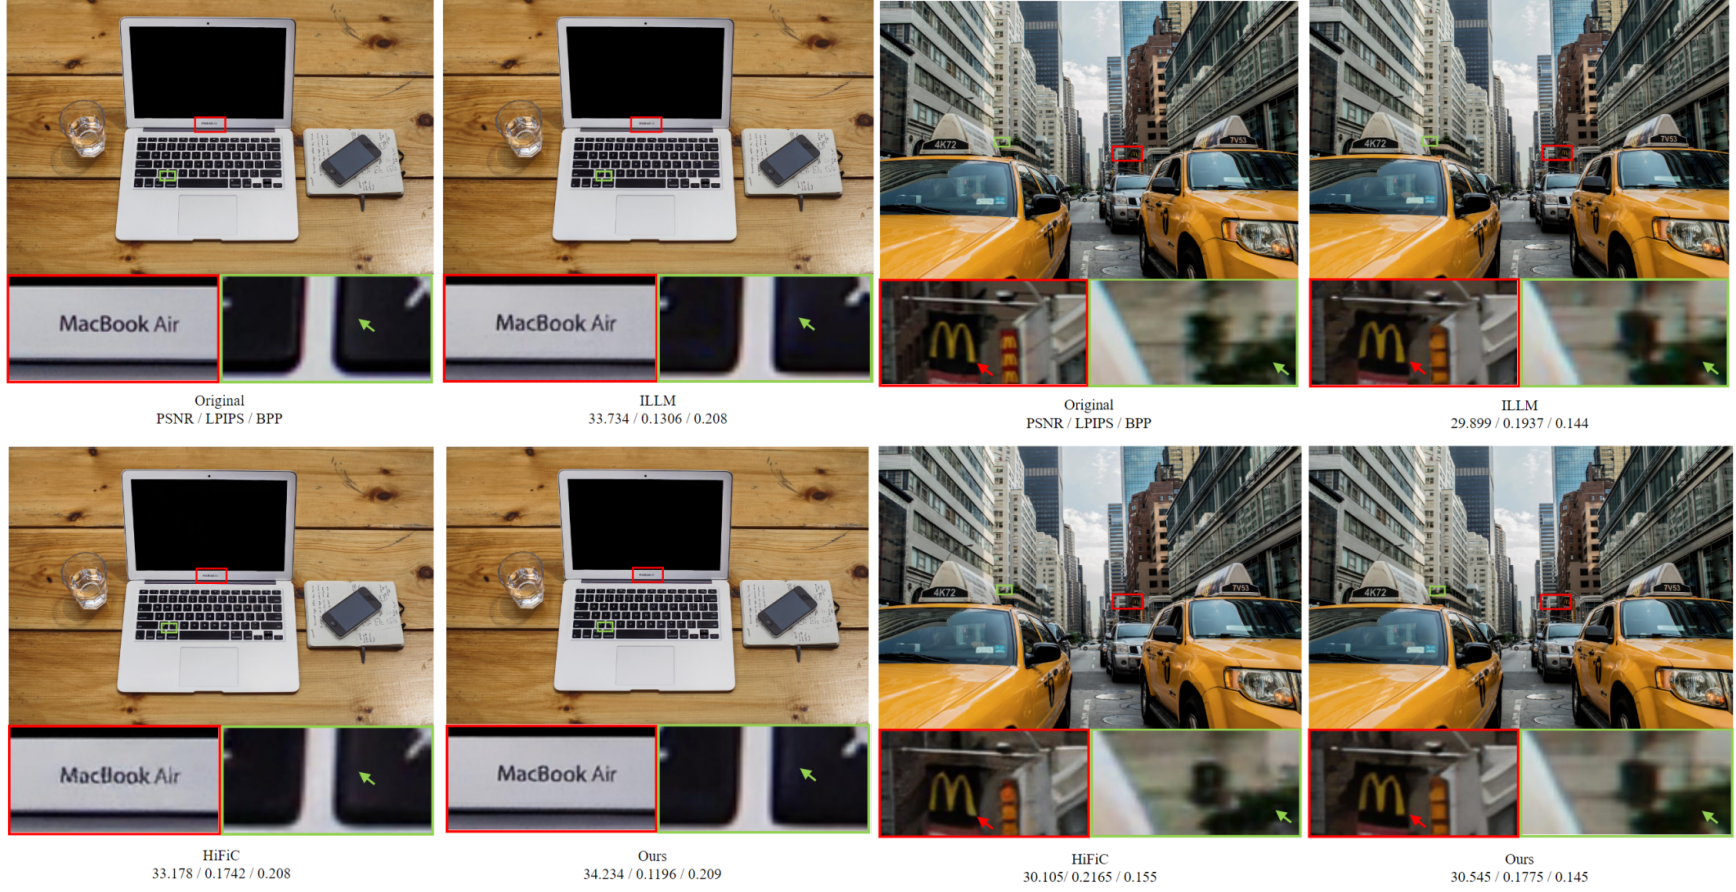 4K72
7V53
4K72
7V53
MacBook Air
MacBook Air
Original
PSNR / LPIPS / BPP
ILLM
33.734 / 0.1306 / 0.208
Original
PSNR / LPIPS / BPP
ILLM
29.899 / 0.1937 / 0.144
4K72
7V53
4K72
7V53
MacBook Air
MacBook Air
HiFiC
33.178 / 0.1742 / 0.208
Ours
34.234 / 0.1196 / 0.209
HiFiC
30.105/ 0.2165 / 0.155
Ours
30.545 / 0.1775 / 0.145